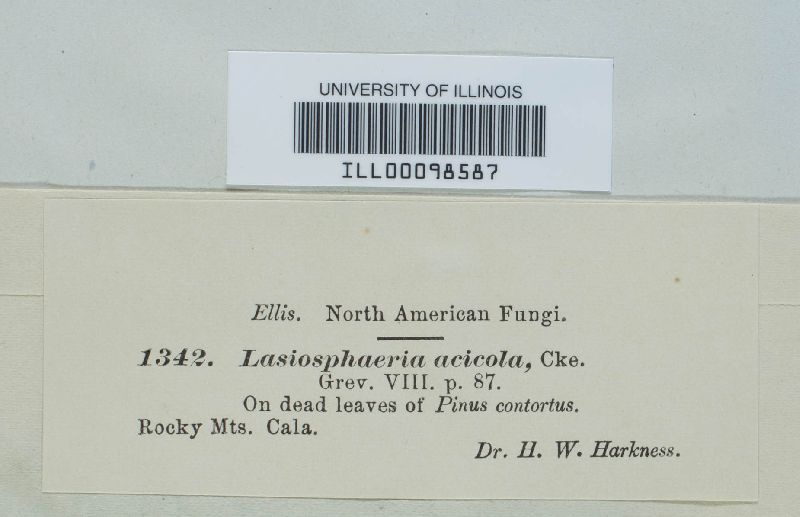 UNIVERSITY OF ILLINOIS
ILL00098587
Ellis. North American Fungi.
1342. Lasiosphaeria acicola, Cke.
Grev. VIII. p. 87.
On dead leaves of Pinus contortus.
Rocky Mts. Cala.
Dr. H. W. Harkness.